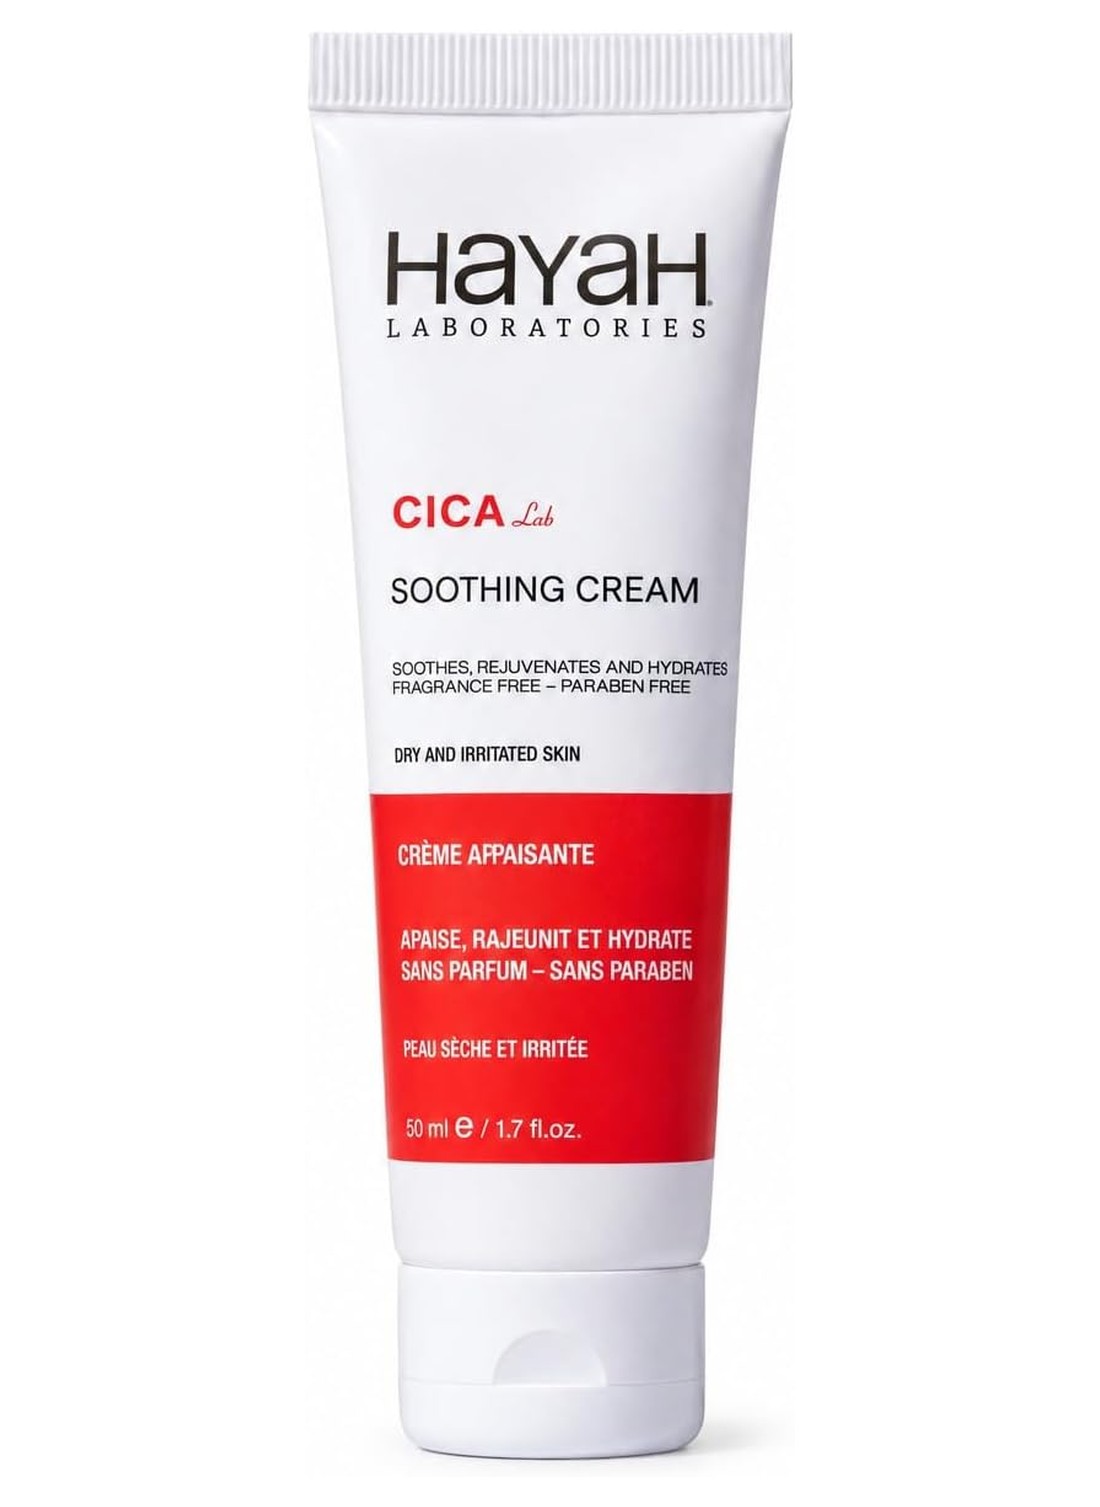 HAYAH
LABORATORIES
CICA Lab
SOOTHING CREAM
SOOTHES, REJUVENATES AND HYDRATES
FRAGRANCE FREE – PARABEN FREE
DRY AND IRRITATED SKIN
CRÈME APPAISANTE
APAISE, RAJEUNIT ET HYDRATE
SANS PARFUM – SANS PARABEN
PEAU SÈCHE ET IRRITÉE
50 ml e / 1.7 fl.oz.